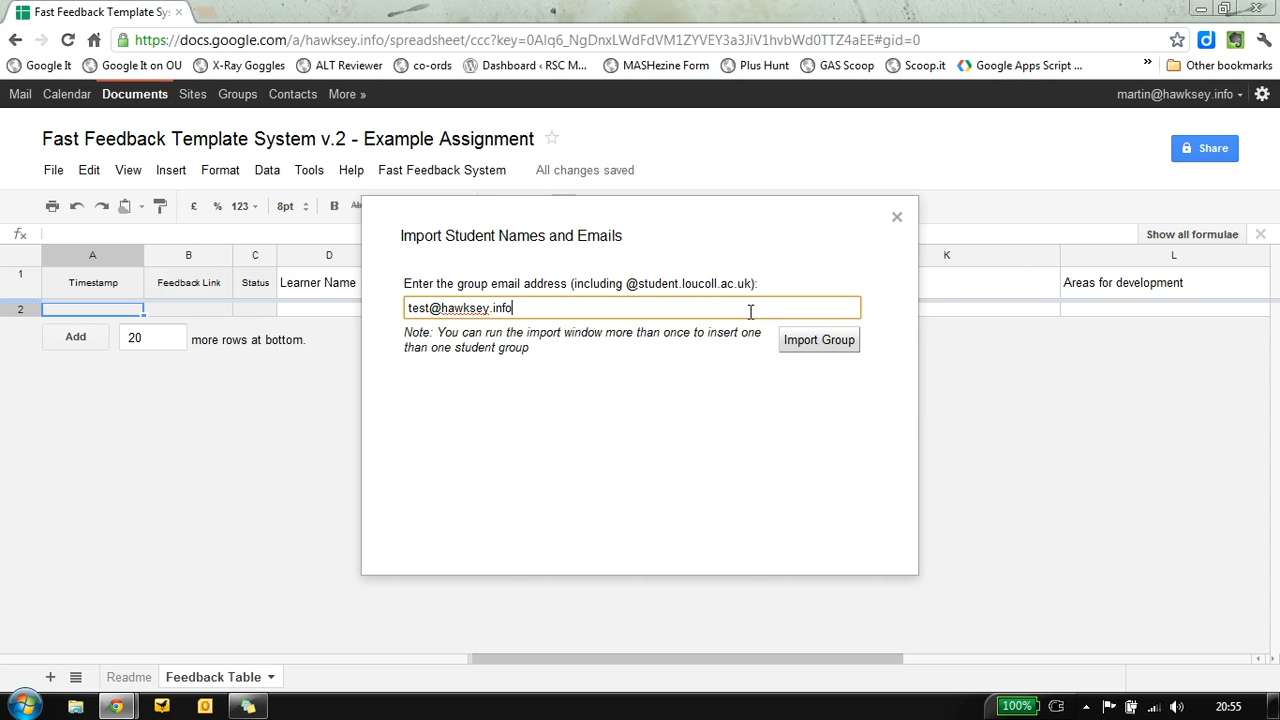 Fast Feedback Template Sy:
https://docs.google.com/a/hawksey.info/spreadsheet/ccc?key=0AIq6_NgDnxLWdFdVM1ZYVEY3a3JiV1hvbWd0TTZ4aEE#gid=0
Google It Google It on OU X-Ray Goggles ALT Reviewer co-ords Dashboard ‹ RSC M... MASHezine Form Plus Hunt GAS Scoop Scoop.it Google Apps Script ... » Other bookmarks
Mail Calendar Documents Sites Groups Contacts More » martin@hawksey.info
Fast Feedback Template System v.2 - Example Assignment
Share
File Edit View Insert Format Data Tools Help Fast Feedback System All changes saved
£ % 123 8pt B Abc
fx Show all formulae
A B C D K L
1 Timestamp Feedback Link Status Learner Name Areas for development
2
Add 20 more rows at bottom.
Import Student Names and Emails
Enter the group email address (including @student.loucoll.ac.uk):
test@hawksey.info
Note: You can run the import window more than once to insert one
than one student group
Import Group
Readme Feedback Table
100% 20:55